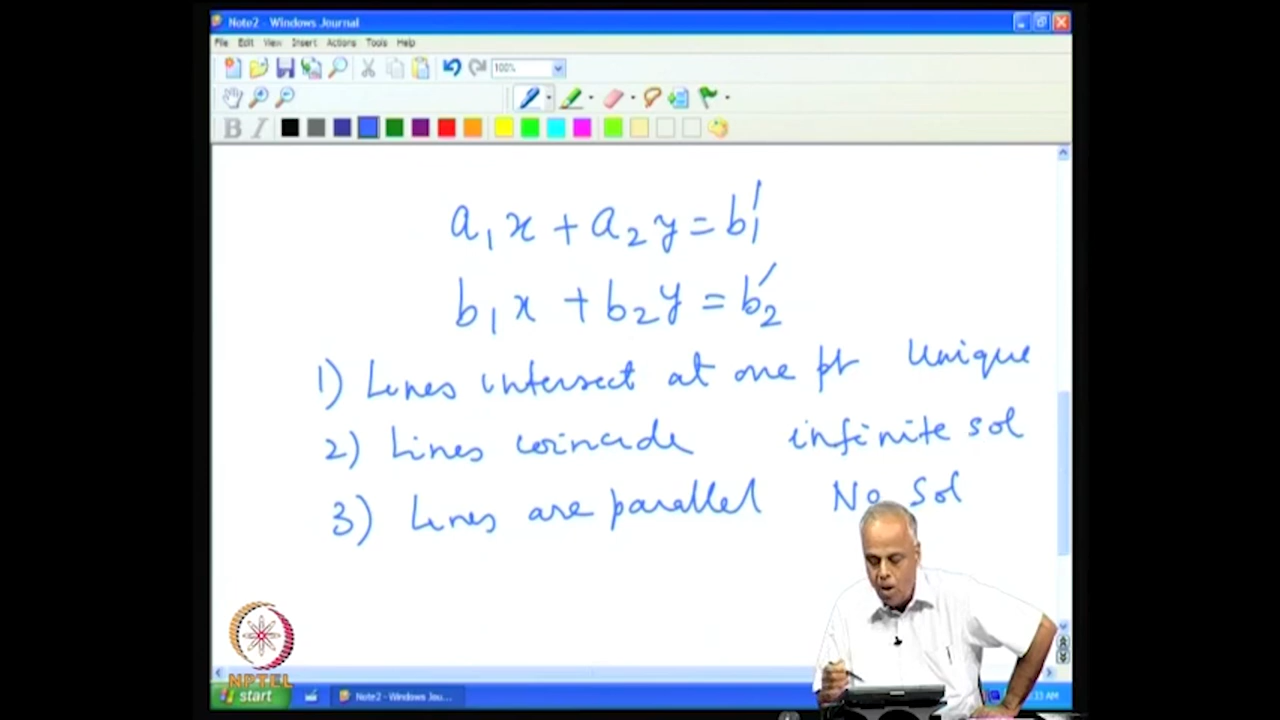 Note2 - Windows Journal
File Edit View Insert Actions Tools Help
100%
B I
a₁x + a₂y = b₁′
b₁x + b₂y = b₂′
1) Lines intersect at one pt Unique
2) Lines coincide infinite sol
3) Lines are parallel No Sol
NPTEL
start Note2 - Windows Jou...
:33 AM